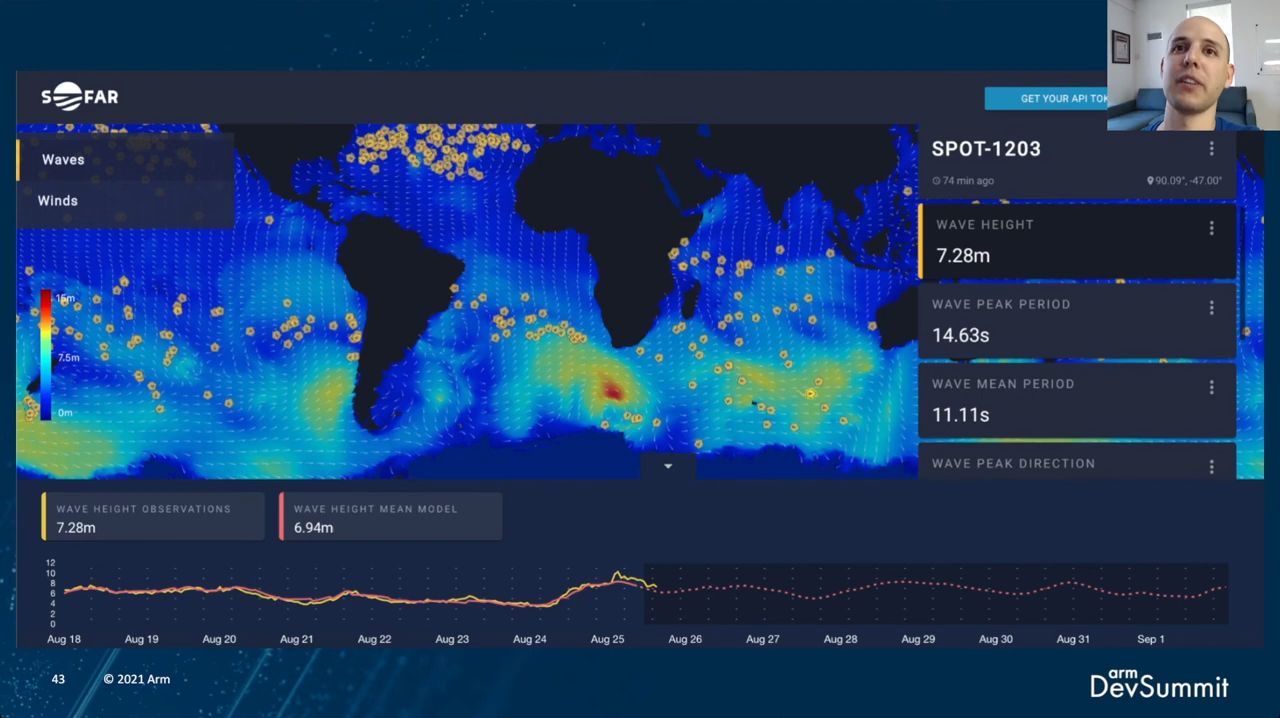 SOFAR
GET YOUR API TOK
Waves
Winds
15m
7.5m
0m
SPOT-1203
74 min ago
90.09°, -47.00°
WAVE HEIGHT
7.28m
WAVE PEAK PERIOD
14.63s
WAVE MEAN PERIOD
11.11s
WAVE PEAK DIRECTION
WAVE HEIGHT OBSERVATIONS
7.28m
WAVE HEIGHT MEAN MODEL
6.94m
12
10
8
6
4
2
0
Aug 18 Aug 19 Aug 20 Aug 21 Aug 22 Aug 23 Aug 24 Aug 25 Aug 26 Aug 27 Aug 28 Aug 29 Aug 30 Aug 31 Sep 1
43 © 2021 Arm
arm
DevSummit